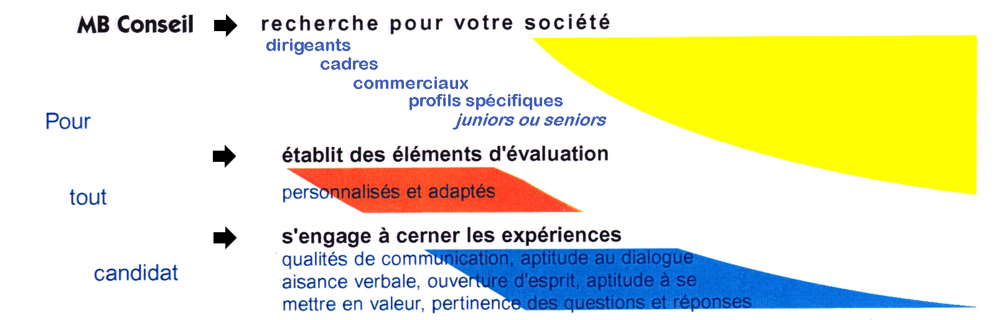 MB Conseil recherche pour votre société
dirigeants
cadres
commerciaux
profils spécifiques
juniors ou seniors
Pour
établit des éléments d'évaluation
personnalisés et adaptés
tout
s'engage à cerner les expériences
qualités de communication, aptitude au dialogue
candidat
aisance verbale, ouverture d'esprit, aptitude à se
mettre en valeur, pertinence des questions et réponses